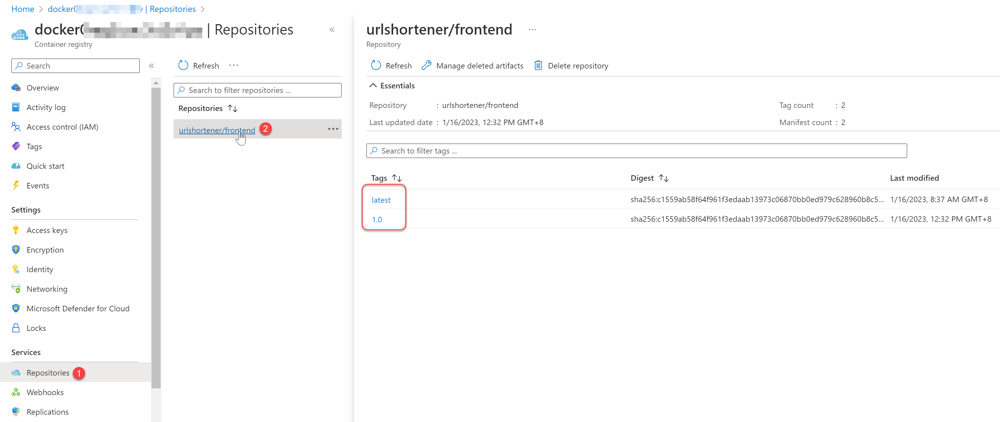 Home > docker0 | Repositories >
docker0 | Repositories
Container registry
Search
Overview
Activity log
Access control (IAM)
Tags
Quick start
Events
Settings
Access keys
Encryption
Identity
Networking
Microsoft Defender for Cloud
Locks
Services
Repositories 1
Webhooks
Replications
Refresh ...
Search to filter repositories ...
Repositories ↑↓
urlshortener/frontend 2 ...
urlshortener/frontend ...
Repository
Refresh Manage deleted artifacts Delete repository
Essentials
Repository : urlshortener/frontend
Last updated date : 1/16/2023, 12:32 PM GMT+8
Tag count : 2
Manifest count : 2
Search to filter tags ...
Tags ↑↓ Digest ↑↓ Last modified
latest sha256:c1559ab58f64f961f3edaab13973c06870bb0ed979c628960b8c5... 1/16/2023, 8:37 AM GMT+8
1.0 sha256:c1559ab58f64f961f3edaab13973c06870bb0ed979c628960b8c5... 1/16/2023, 12:32 PM GMT+8